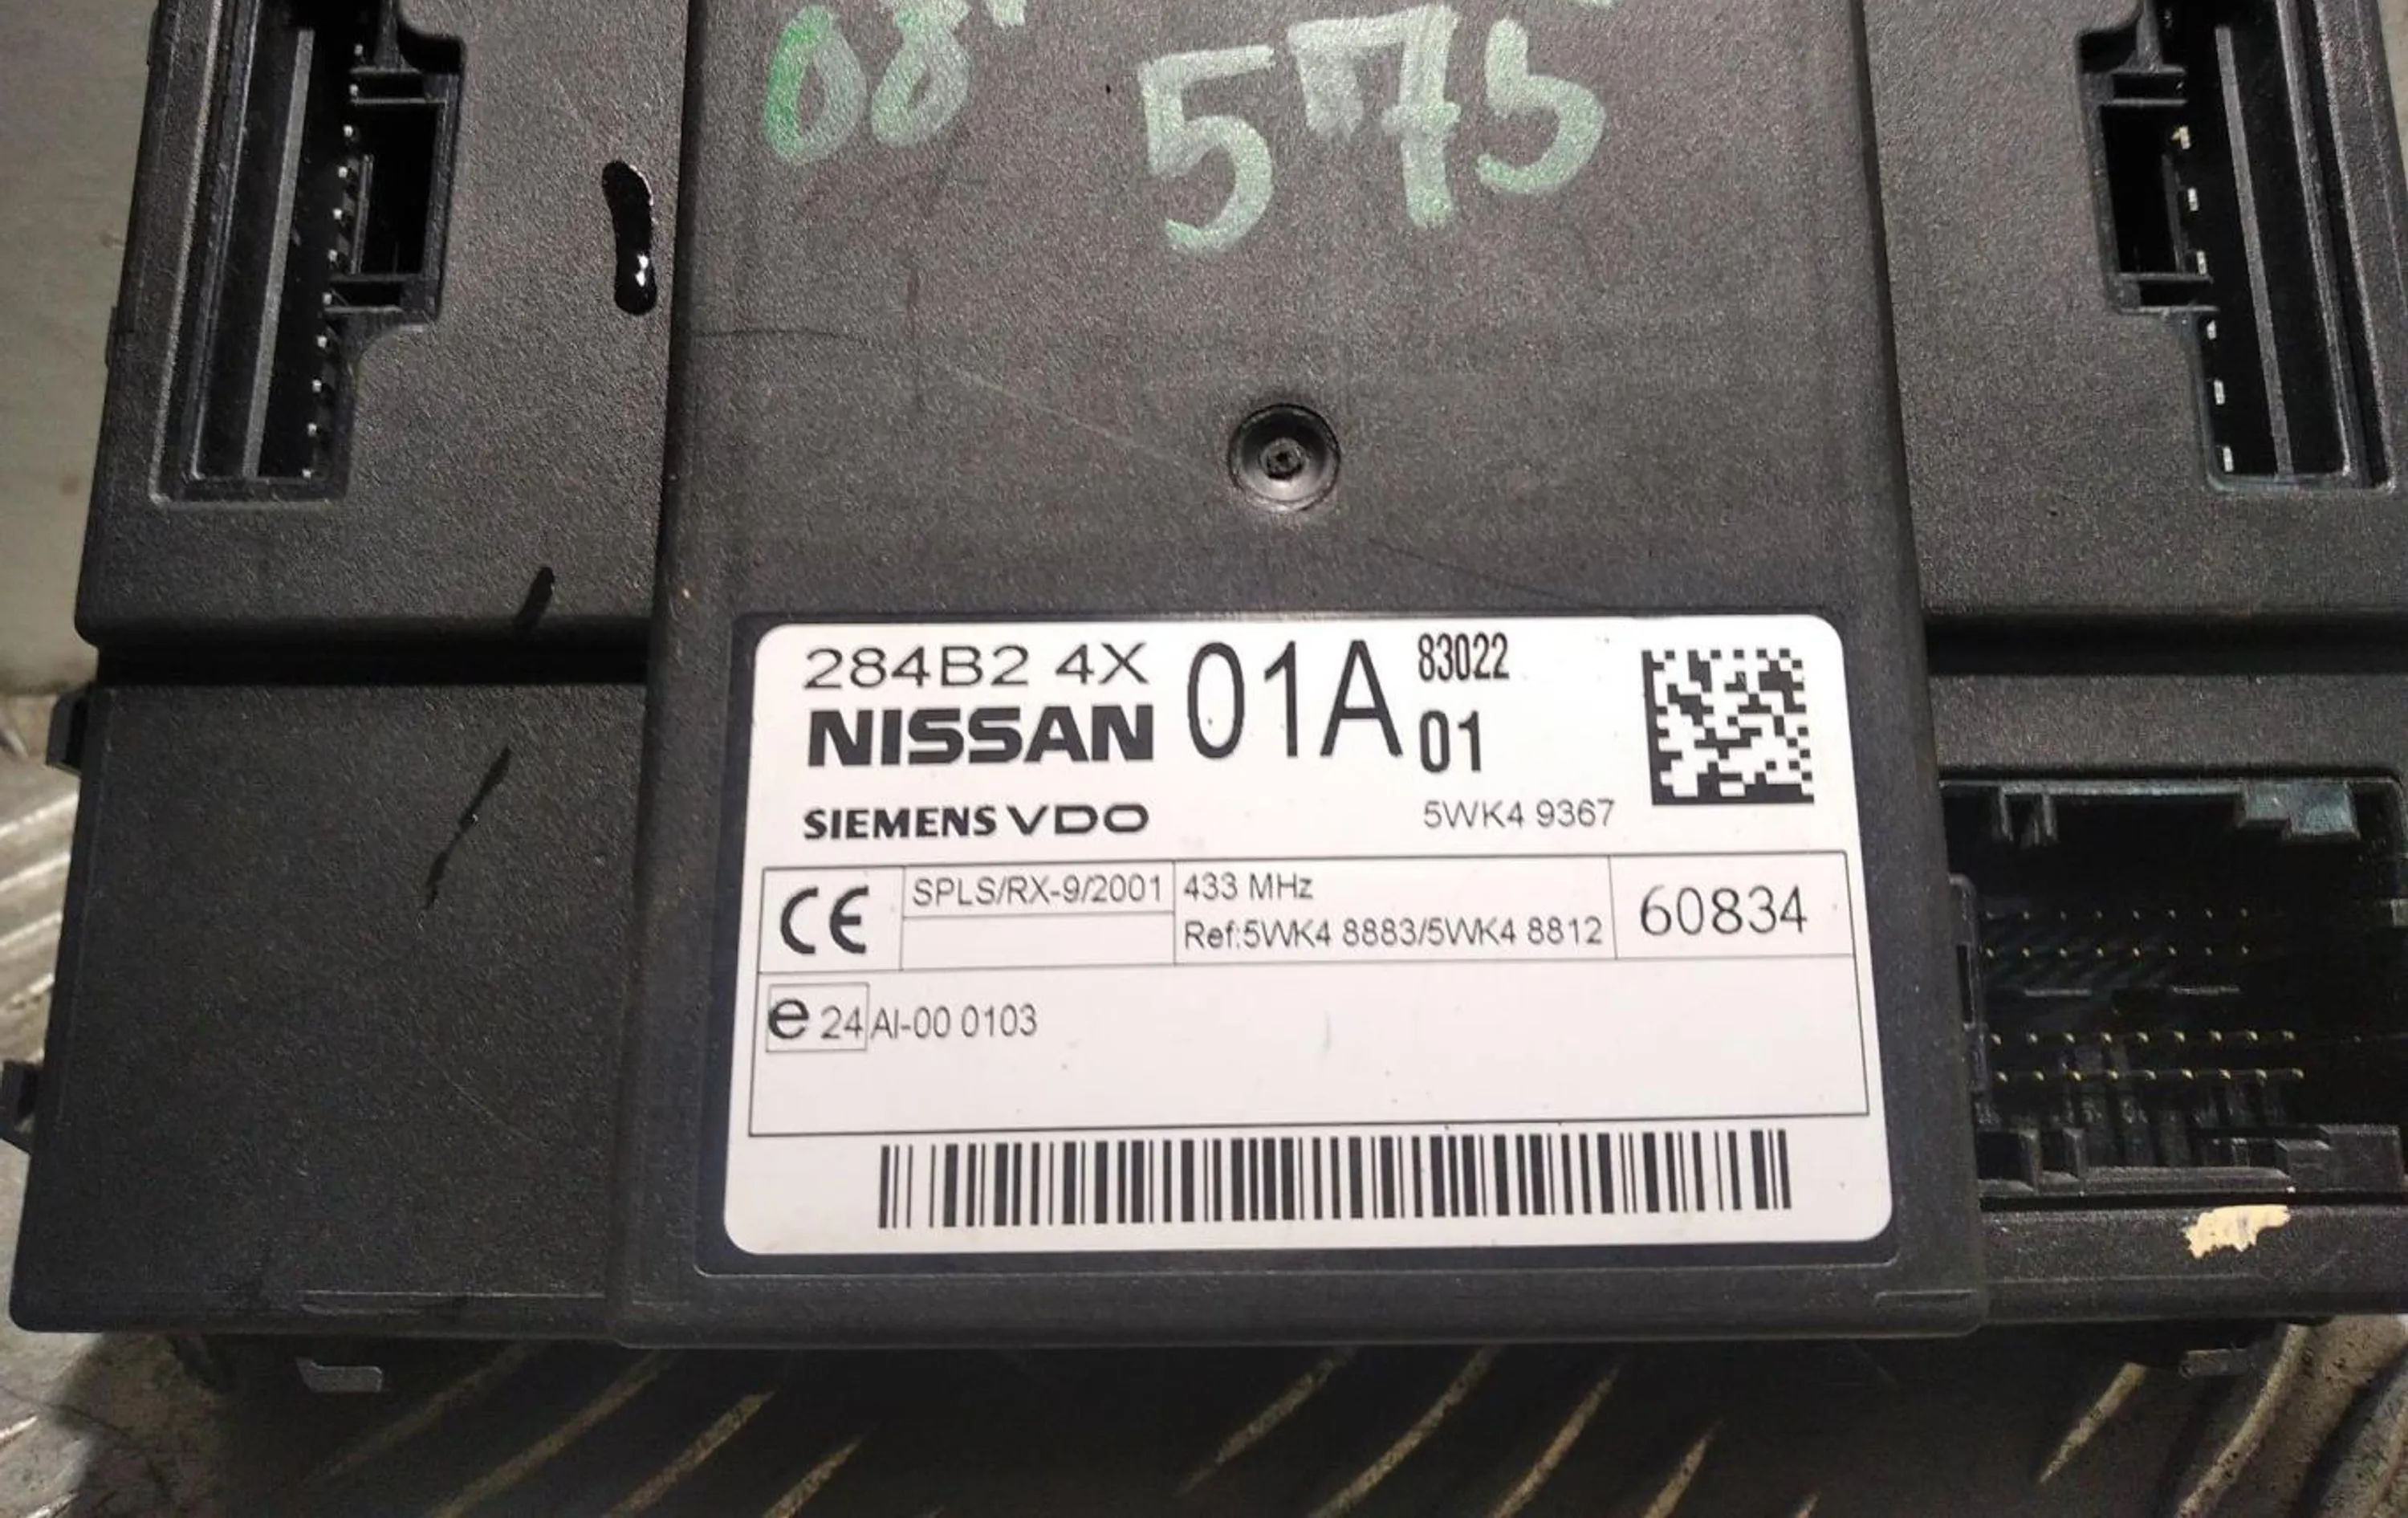 08'
575
284B2 4X 01A 83022
NISSAN 01
SIEMENS VDO 5WK4 9367
CE SPLS/RX-9/2001 433 MHz 60834
Ref:5WK4 8883/5WK4 8812
e 24 AI-00 0103